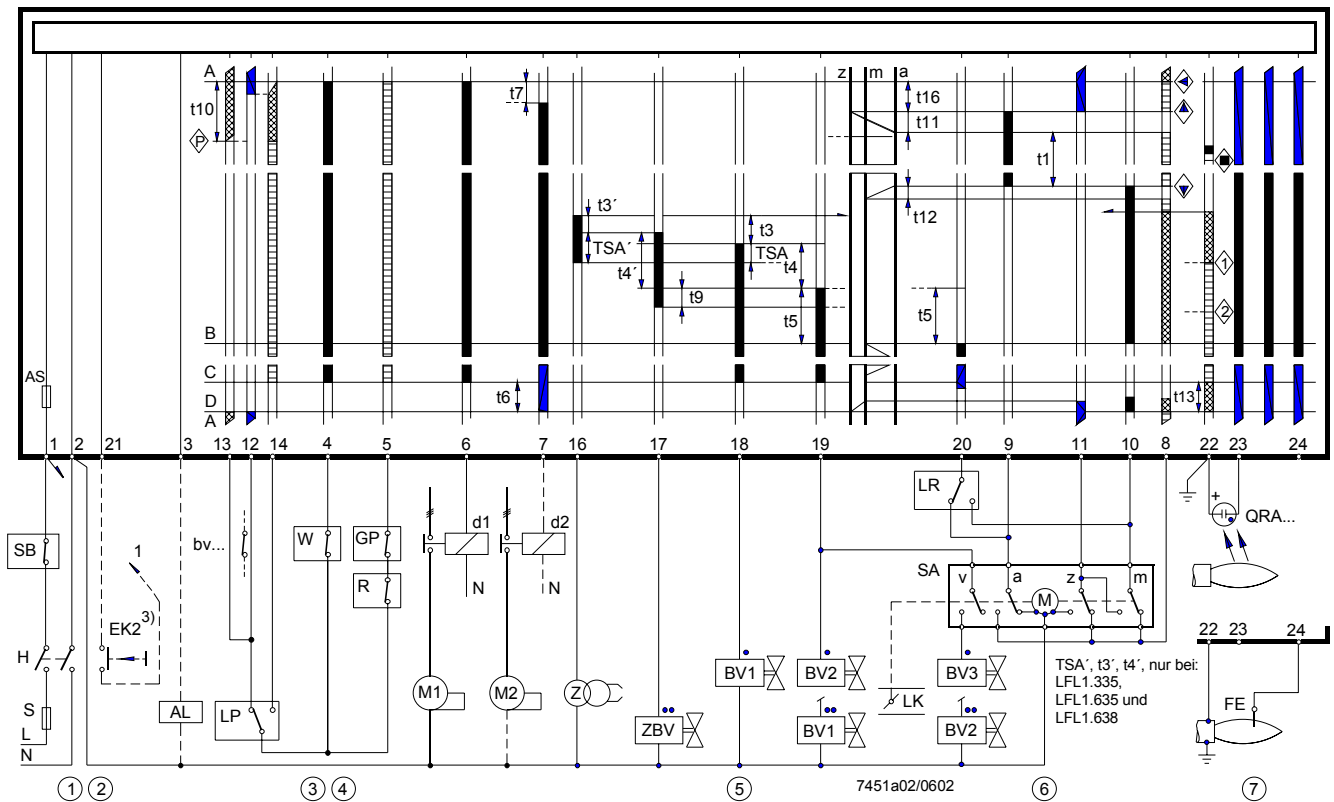 A z m a
t7 t16
t10 t11
P
t1
t12
t3´ t3
TSA´ TSA
t4´ t4 1
t9 t5 t5 2
B
AS C
t6 t13
D
A
1 2 21 3 13 12 14 4 5 6 7 16 17 18 19 20 9 11 10 8 22 23 24
LR
+
QRA...
SB bv... W GP d1 d2
1 R N N
SA v a z m
M
EK2 3)
H
22 23 24
BV1 BV2 BV3
TSA´, t3´, t4´, nur bei:
LFL1.335,
LFL1.635 und
LFL1.638
S AL LP M1 M2 Z
LK
FE
L
N
ZBV BV1 BV2
7451a02/0602
1 2 3 4 5 6 7